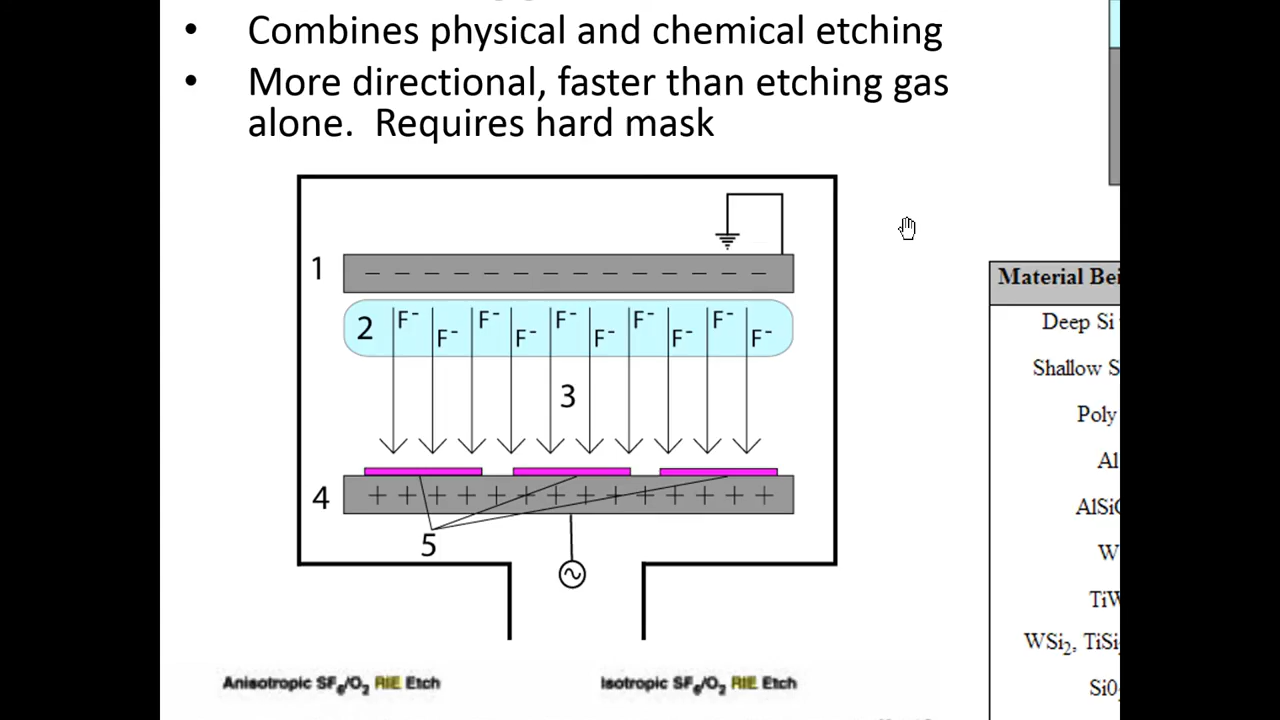 • Combines physical and chemical etching
• More directional, faster than etching gas
alone. Requires hard mask
1
2 F- F- F- F- F- F- F- F- F- F-
3
4
5
Anisotropic SF6/O2 RIE Etch
Isotropic SF6/O2 RIE Etch
Material Bei
Deep Si
Shallow S
Poly
Al
AlSi
W
TiW
WSi2, TiSi
Si0